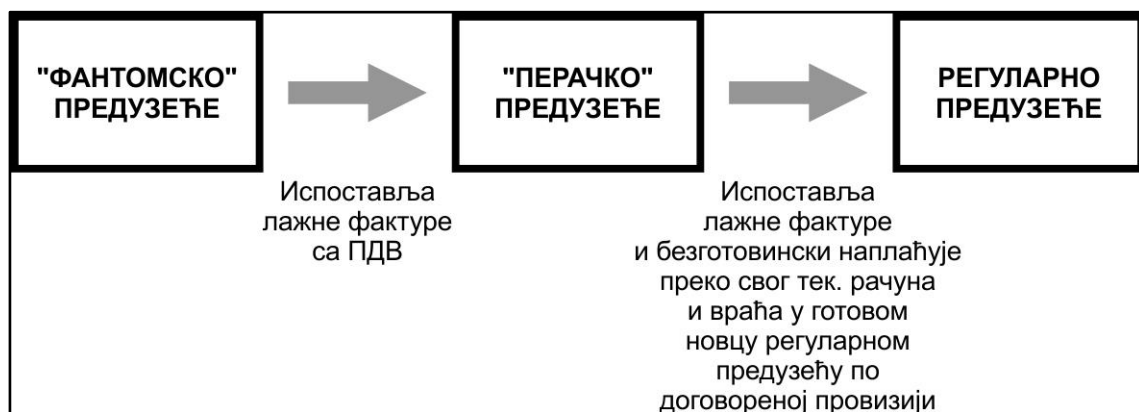 "ФАНТОМСКО"
ПРЕДУЗЕЋЕ
"ПЕРАЧКО"
ПРЕДУЗЕЋЕ
РЕГУЛАРНО
ПРЕДУЗЕЋЕ
Испоставља
лажне фактуре
са ПДВ
Испоставља
лажне фактуре
и безготовински наплаћује
преко свог тек. рачуна
и враћа у готовом
новцу регуларном
предузећу по
договореној провизији